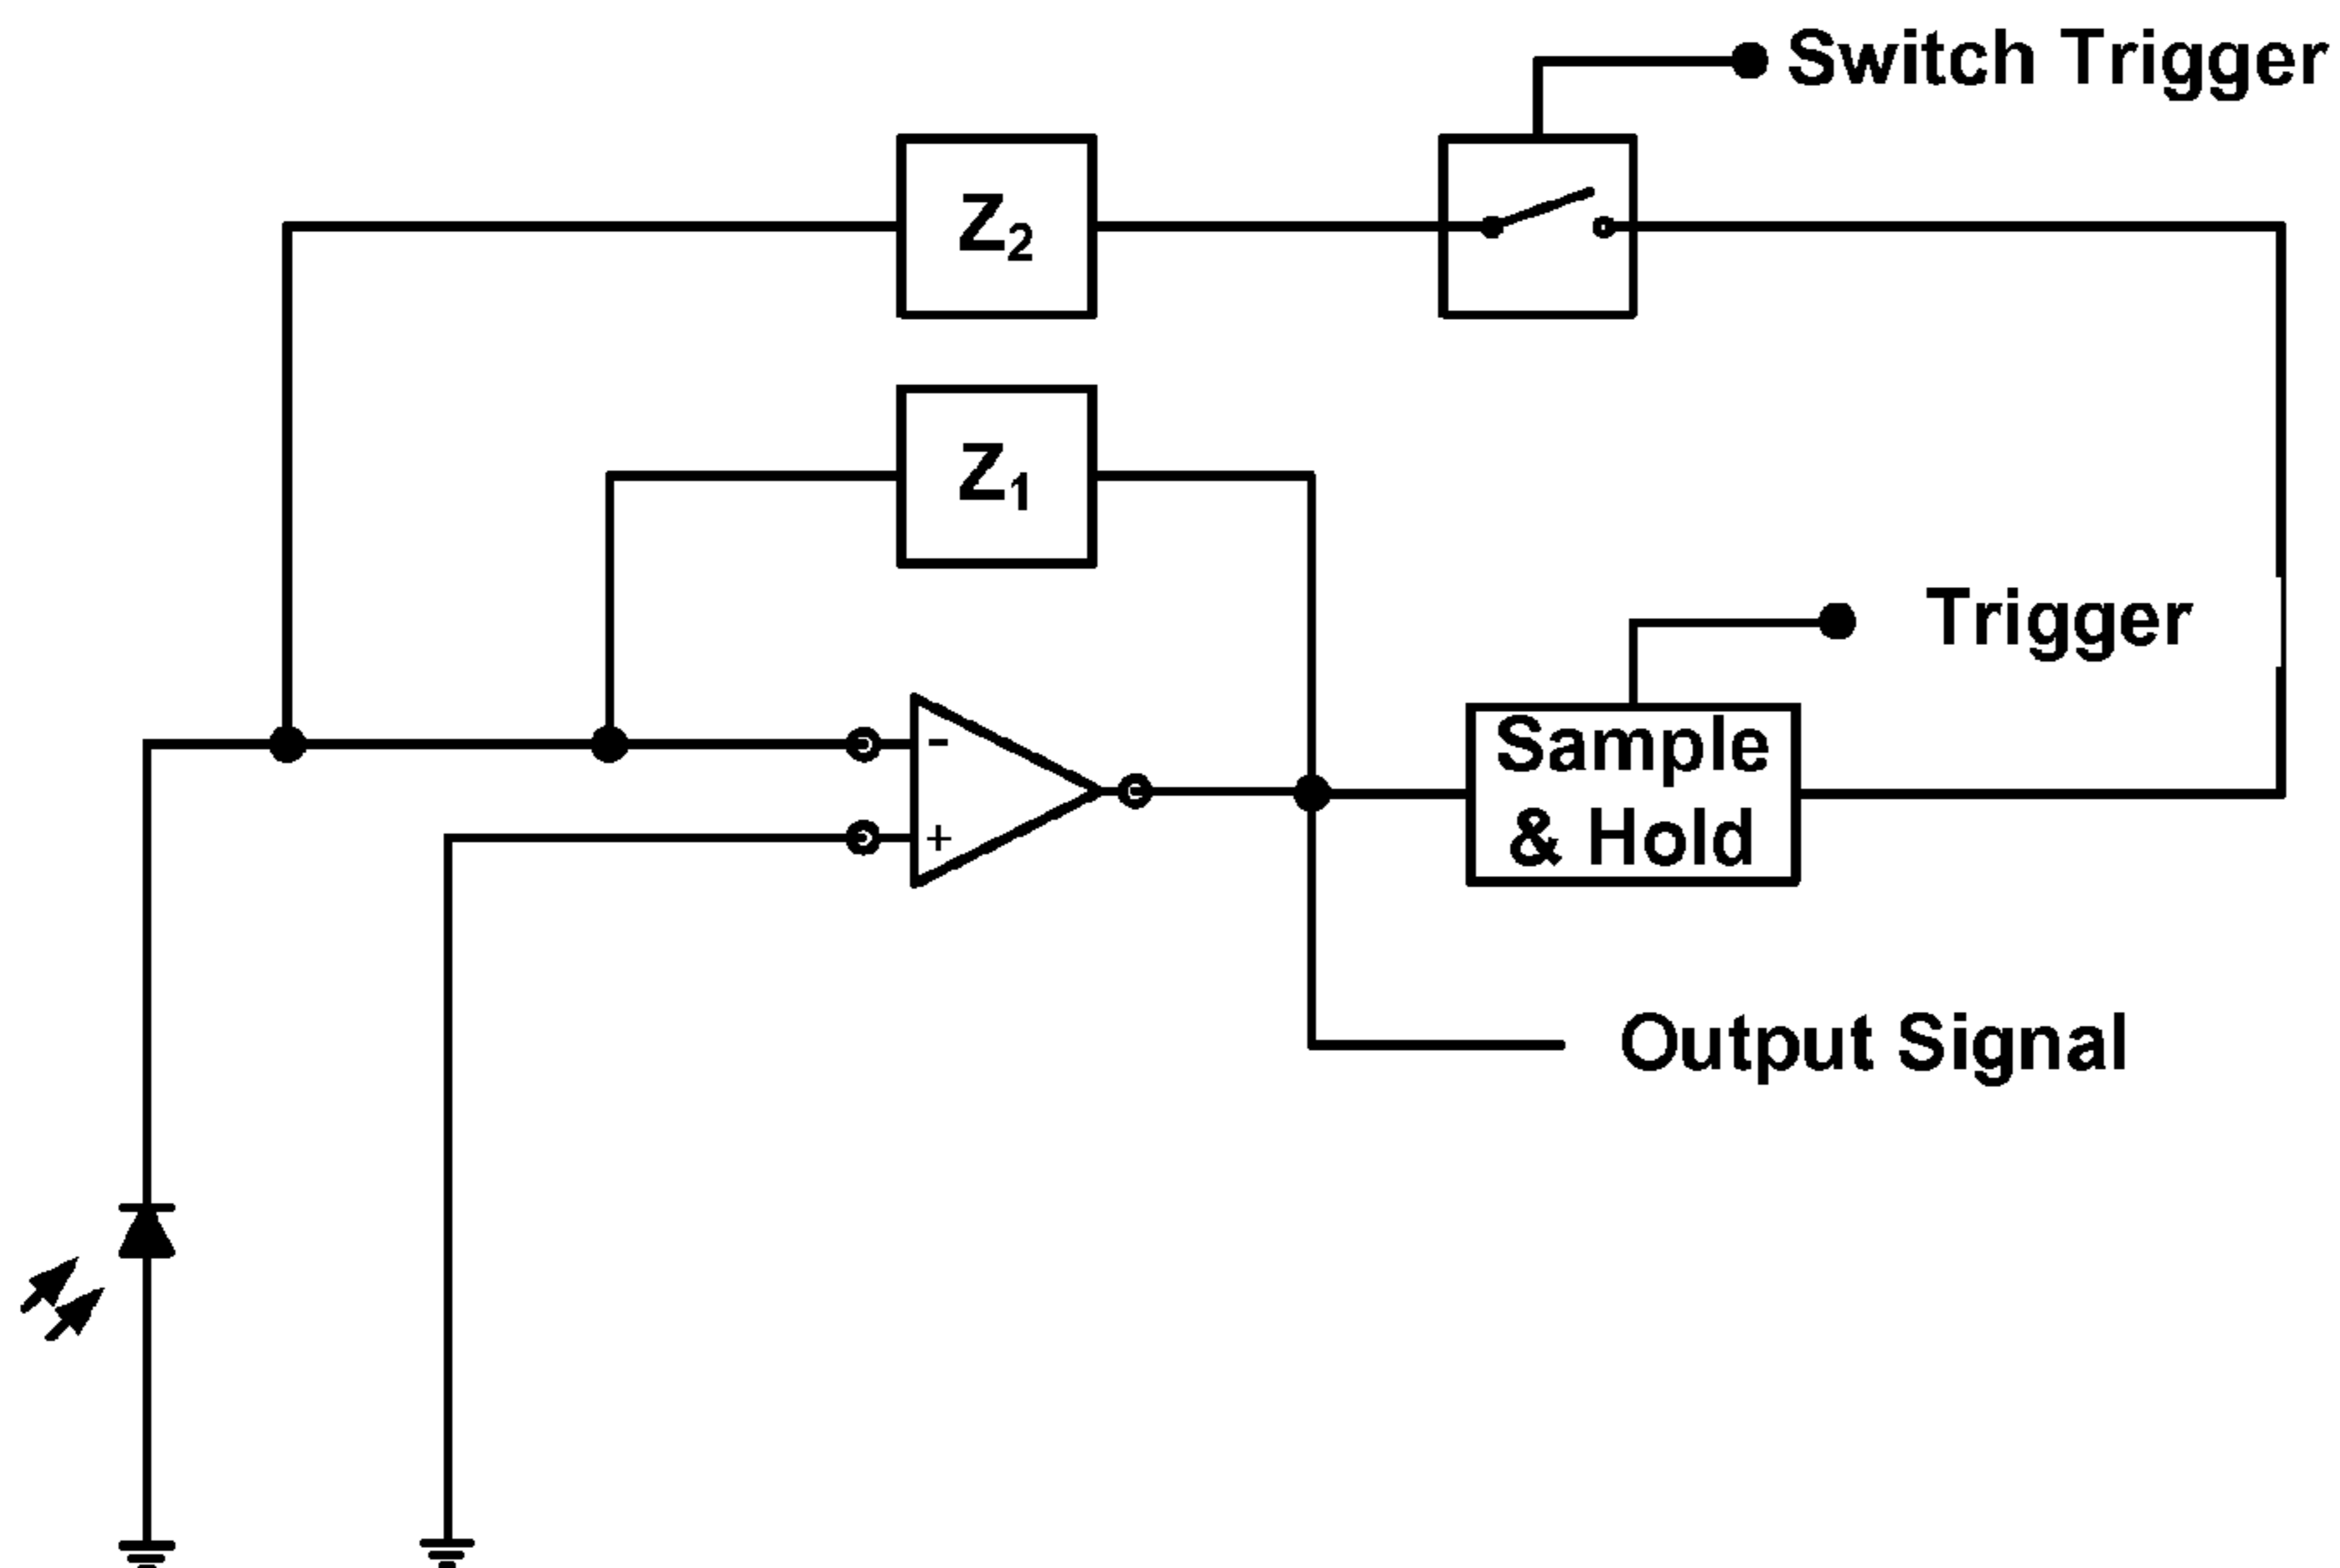 Switch Trigger
Z₂
Z₁
Trigger
Sample
& Hold
-
+
Output Signal